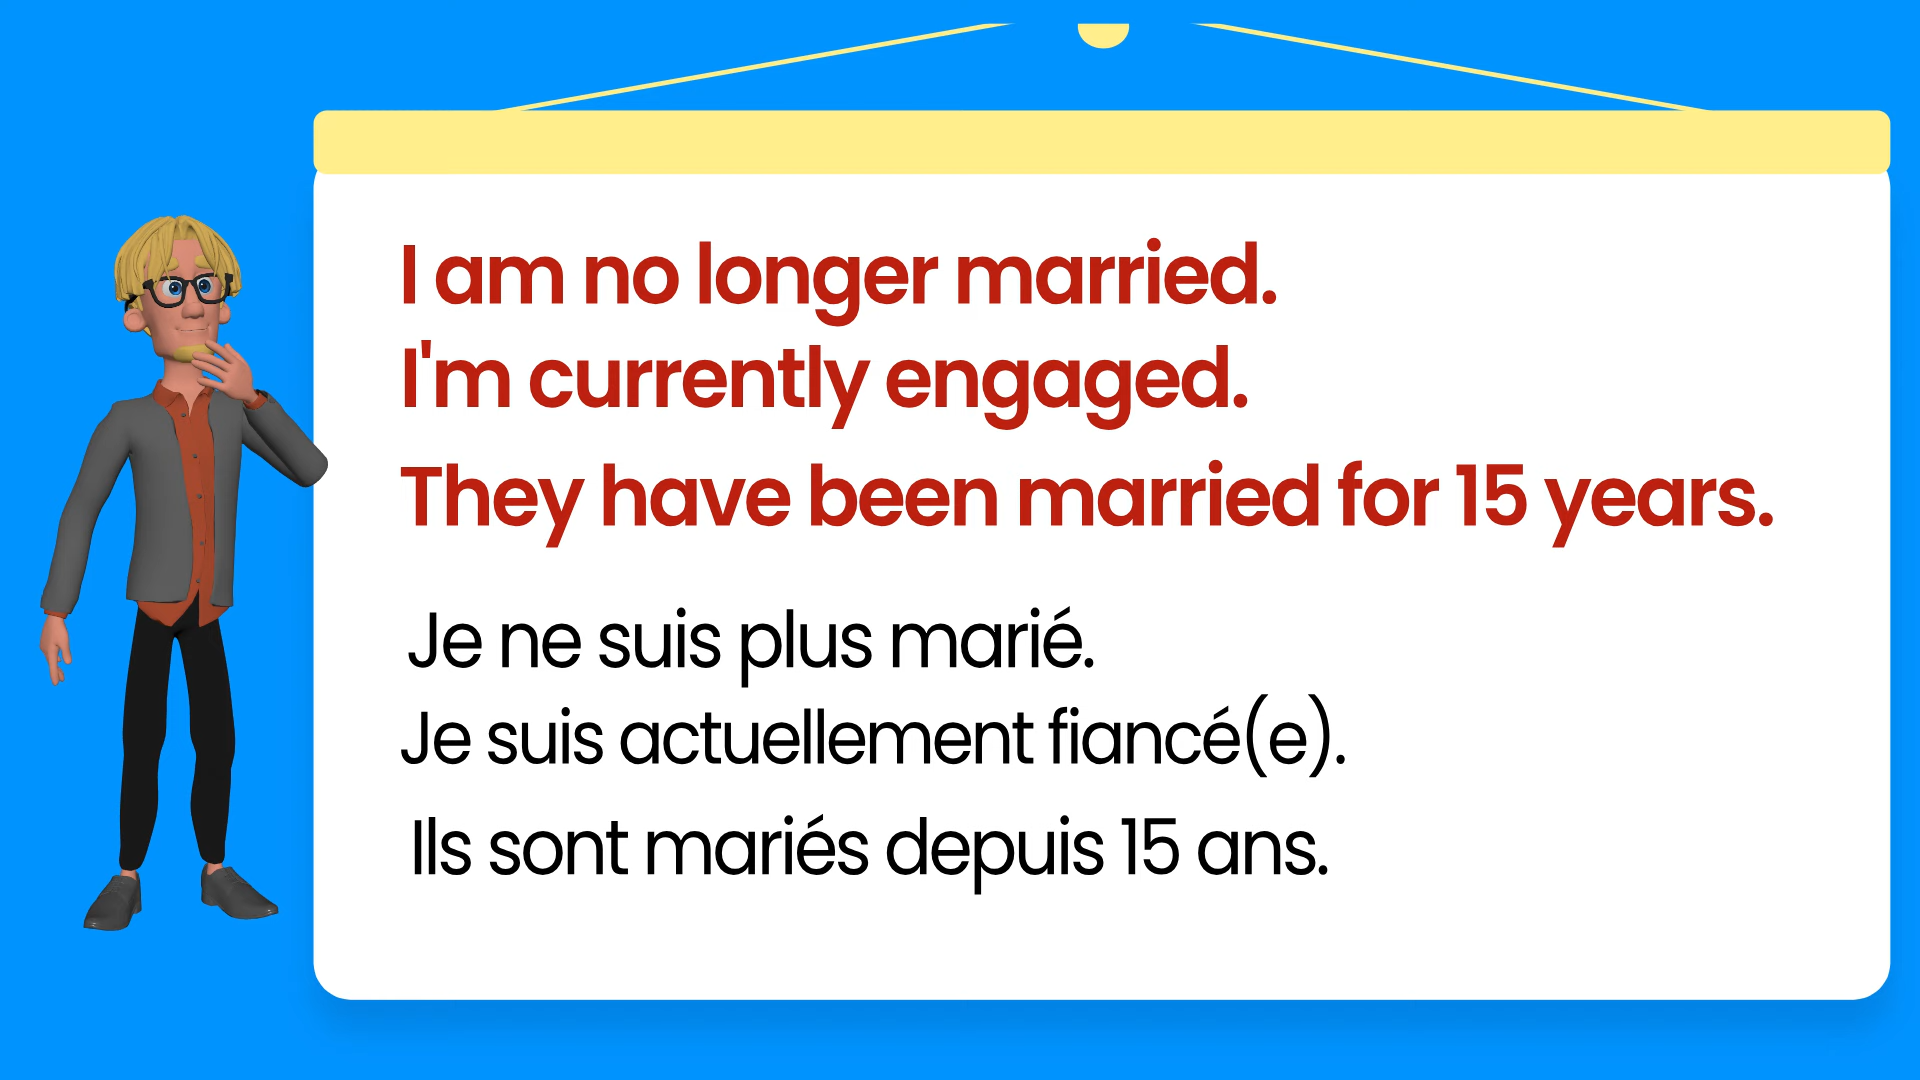 I am no longer married.
I'm currently engaged.
They have been married for 15 years.
Je ne suis plus marié.
Je suis actuellement fiancé(e).
Ils sont mariés depuis 15 ans.